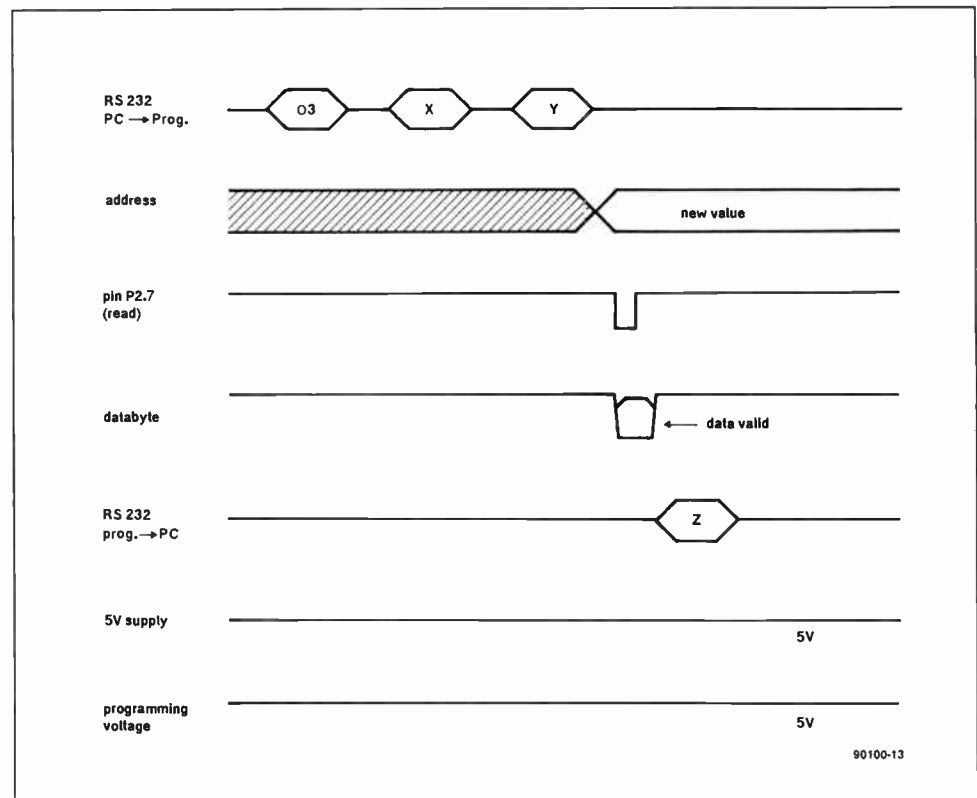 RS 232
PC → Prog.
O3
X
Y
address
new value
pin P2.7
(read)
databyte
← data valid
RS 232
prog.→PC
Z
5V supply
5V
programming
voltage
5V
90100-13